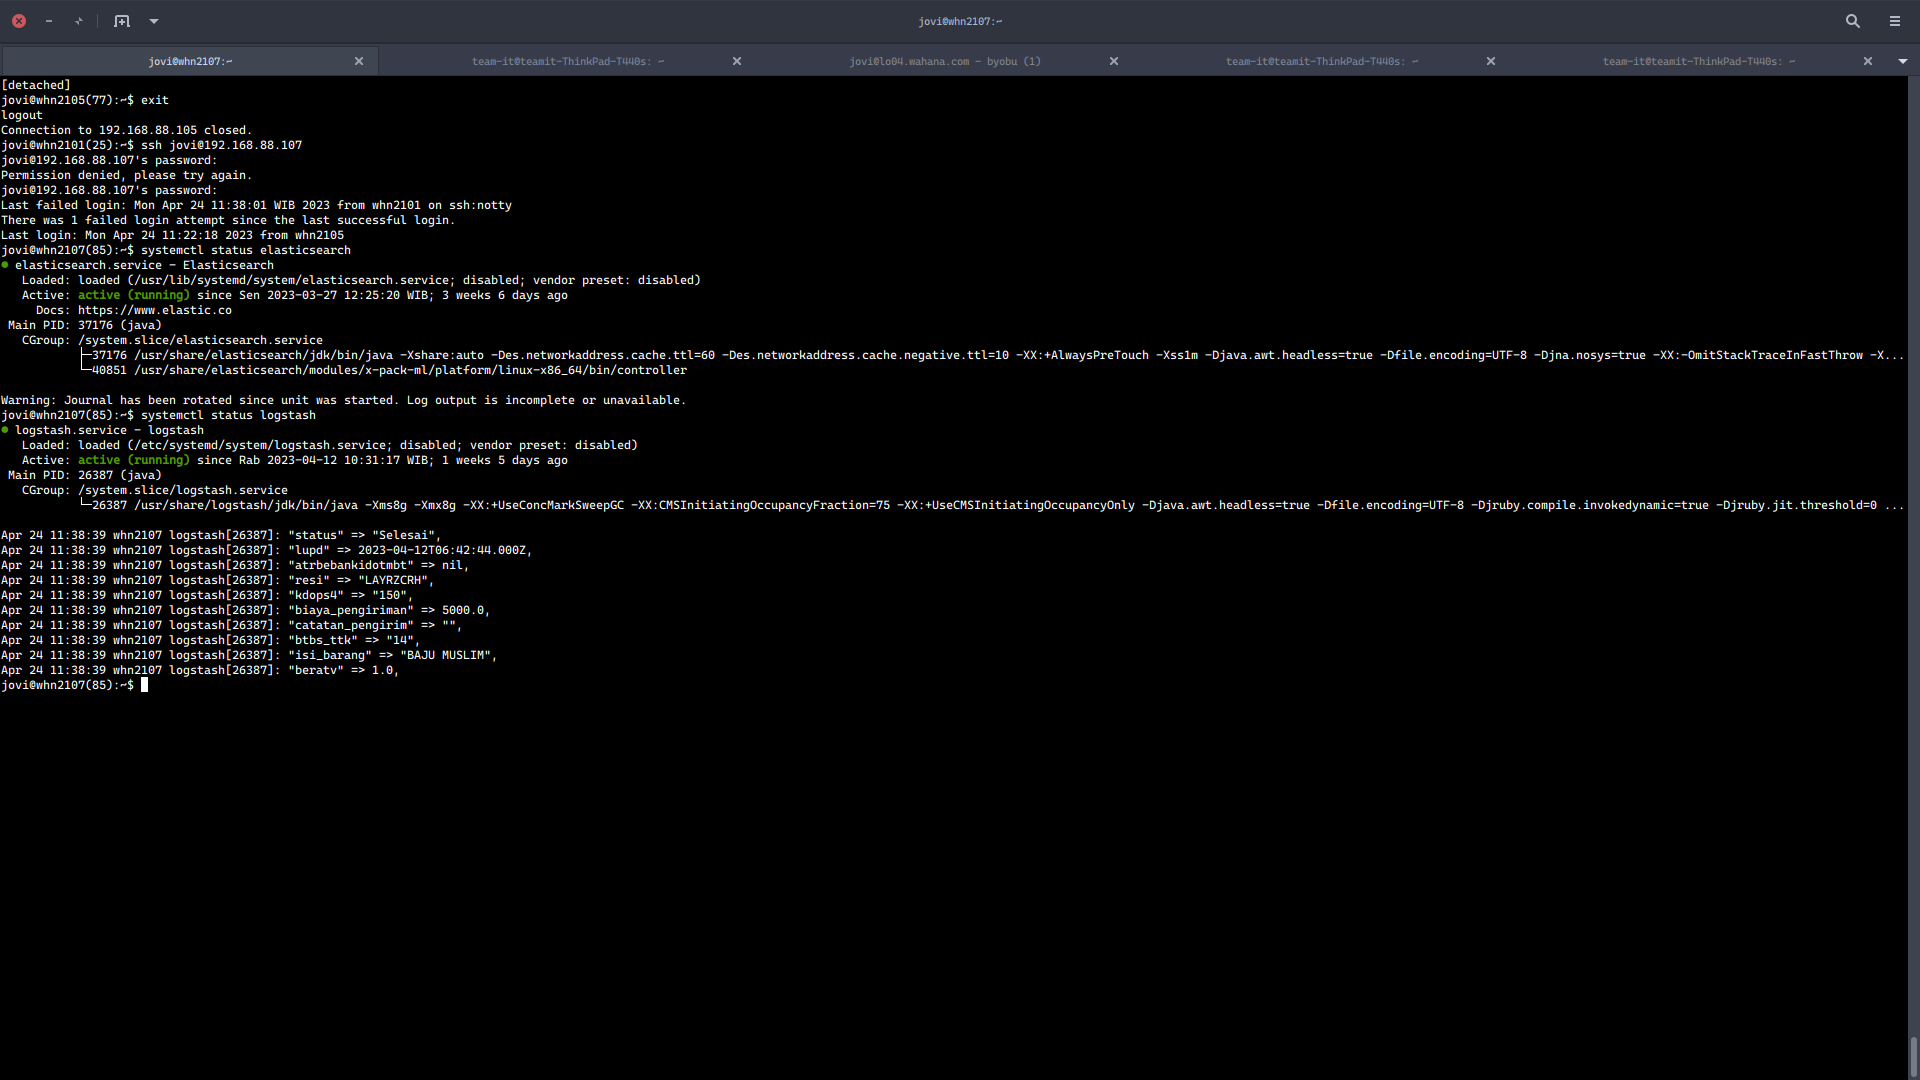 jovi@whn2107:~
jovi@whn2107:~
team-it@teamit-ThinkPad-T440s: ~
jovi@lo04.wahana.com - byobu (1)
team-it@teamit-ThinkPad-T440s: ~
team-it@teamit-ThinkPad-T440s: ~
[detached]
jovi@whn2105(77):~$ exit
logout
Connection to 192.168.88.105 closed.
jovi@whn2101(25):~$ ssh jovi@192.168.88.107
jovi@192.168.88.107's password:
Permission denied, please try again.
jovi@192.168.88.107's password:
Last failed login: Mon Apr 24 11:38:01 WIB 2023 from whn2101 on ssh:notty
There was 1 failed login attempt since the last successful login.
Last login: Mon Apr 24 11:22:18 2023 from whn2105
jovi@whn2107(85):~$ systemctl status elasticsearch
● elasticsearch.service - Elasticsearch
Loaded: loaded (/usr/lib/systemd/system/elasticsearch.service; disabled; vendor preset: disabled)
Active: active (running) since Sen 2023-03-27 12:25:20 WIB; 3 weeks 6 days ago
Docs: https://www.elastic.co
Main PID: 37176 (java)
CGroup: /system.slice/elasticsearch.service
├─37176 /usr/share/elasticsearch/jdk/bin/java -Xshare:auto -Des.networkaddress.cache.ttl=60 -Des.networkaddress.cache.negative.ttl=10 -XX:+AlwaysPreTouch -Xss1m -Djava.awt.headless=true -Dfile.encoding=UTF-8 -Djna.nosys=true -XX:-OmitStackTraceInFastThrow -X...
└─40851 /usr/share/elasticsearch/modules/x-pack-ml/platform/linux-x86_64/bin/controller
Warning: Journal has been rotated since unit was started. Log output is incomplete or unavailable.
jovi@whn2107(85):~$ systemctl status logstash
● logstash.service - logstash
Loaded: loaded (/etc/systemd/system/logstash.service; disabled; vendor preset: disabled)
Active: active (running) since Rab 2023-04-12 10:31:17 WIB; 1 weeks 5 days ago
Main PID: 26387 (java)
CGroup: /system.slice/logstash.service
└─26387 /usr/share/logstash/jdk/bin/java -Xms8g -Xmx8g -XX:+UseConcMarkSweepGC -XX:CMSInitiatingOccupancyFraction=75 -XX:+UseCMSInitiatingOccupancyOnly -Djava.awt.headless=true -Dfile.encoding=UTF-8 -Djruby.compile.invokedynamic=true -Djruby.jit.threshold=0 ...
Apr 24 11:38:39 whn2107 logstash[26387]: "status" => "Selesai",
Apr 24 11:38:39 whn2107 logstash[26387]: "lupd" => 2023-04-12T06:42:44.000Z,
Apr 24 11:38:39 whn2107 logstash[26387]: "atrbebankidotmbt" => nil,
Apr 24 11:38:39 whn2107 logstash[26387]: "resi" => "LAYRZCRH",
Apr 24 11:38:39 whn2107 logstash[26387]: "kdops4" => "150",
Apr 24 11:38:39 whn2107 logstash[26387]: "biaya_pengiriman" => 5000.0,
Apr 24 11:38:39 whn2107 logstash[26387]: "catatan_pengirim" => "",
Apr 24 11:38:39 whn2107 logstash[26387]: "btbs_ttk" => "14",
Apr 24 11:38:39 whn2107 logstash[26387]: "isi_barang" => "BAJU MUSLIM",
Apr 24 11:38:39 whn2107 logstash[26387]: "beratv" => 1.0,
jovi@whn2107(85):~$